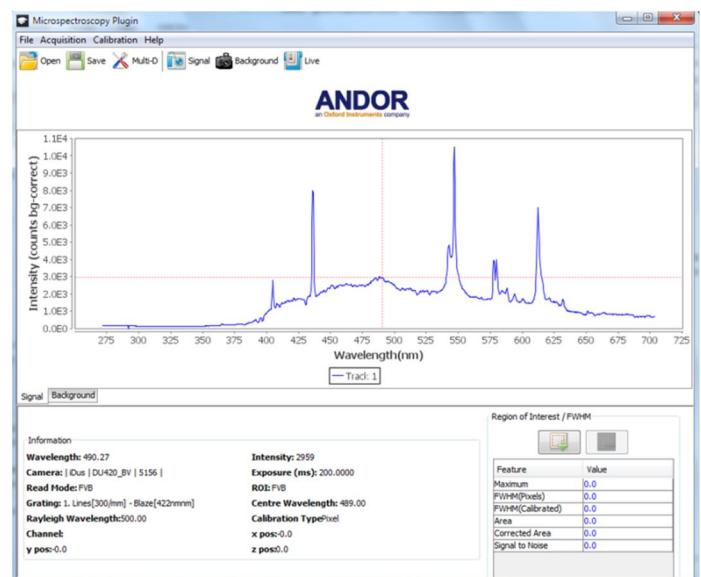 Microspectroscopy Plugin
File Acquisition Calibration Help
Open Save Multi-D Signal Background Live
ANDOR
an Oxford Instruments company
Intensity (counts bg-correct)
1.1E4
1.0E4
9.0E3
8.0E3
7.0E3
6.0E3
5.0E3
4.0E3
3.0E3
2.0E3
1.0E3
0.0E0
275 300 325 350 375 400 425 450 475 500 525 550 575 600 625 650 675 700 725
Wavelength(nm)
Track: 1
Signal Background
Information
Wavelength: 490.27 Intensity: 2959
Camera: | iDus | DU420_BV | 5156 | Exposure (ms): 200.0000
Read Mode: FVB ROI: FVB
Grating: 1. Lines[300/mm] - Blaze[422nmnm] Centre Wavelength: 489.00
Rayleigh Wavelength:500.00 Calibration TypePixel
Channel: x pos:-0.0
y pos:-0.0 z pos:0.0
Region of Interest / FWHM
Feature Value
Maximum 0.0
FWHM(Pixels) 0.0
FWHM(Calibrated) 0.0
Area 0.0
Corrected Area 0.0
Signal to Noise 0.0